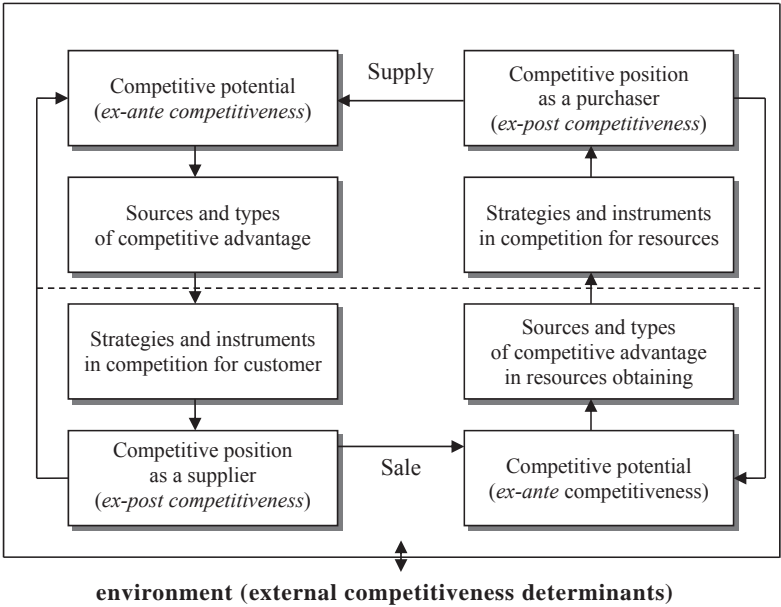 Competitive potential
(ex-ante competitiveness)
Supply
Competitive position
as a purchaser
(ex-post competitiveness)
Sources and types
of competitive advantage
Strategies and instruments
in competition for resources
Strategies and instruments
in competition for customer
Sources and types
of competitive advantage
in resources obtaining
Competitive position
as a supplier
(ex-post competitiveness)
Sale
Competitive potential
(ex-ante competitiveness)
environment (external competitiveness determinants)